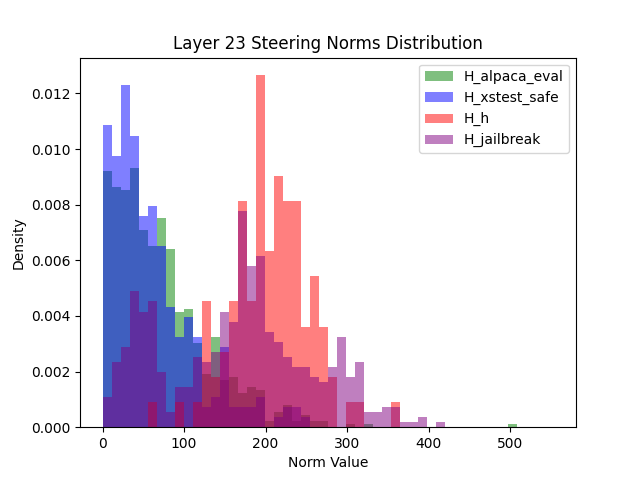 Layer 23 Steering Norms Distribution
H_alpaca_eval
H_xstest_safe
H_h
H_jailbreak
0.012
0.010
0.008
0.006
0.004
0.002
0.000
Density
0 100 200 300 400 500
Norm Value